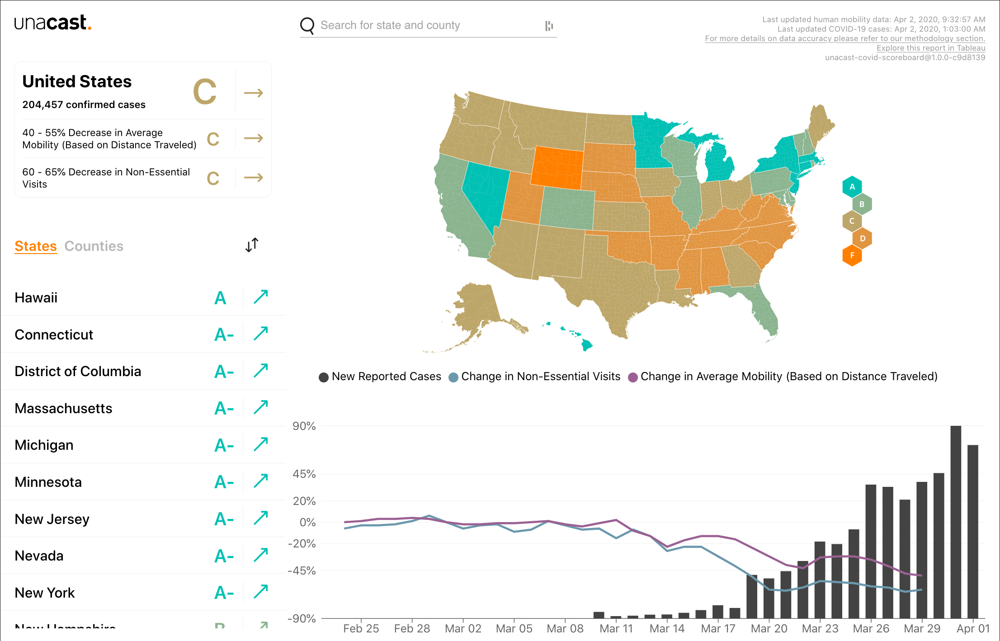 unacast.
Search for state and county
Last updated human mobility data: Apr 2, 2020, 9:32:57 AM
Last updated COVID-19 cases: Apr 2, 2020, 1:03:00 AM
For more details on data accuracy please refer to our methodology section.
Explore this report in Tableau
unacast-covid-scoreboard@1.0.0-c9d8139
United States
204,457 confirmed cases
C
40 - 55% Decrease in Average
Mobility (Based on Distance Traveled)
C
60 - 65% Decrease in Non-Essential
Visits
C
States Counties
Hawaii A
Connecticut A-
District of Columbia A-
Massachusetts A-
Michigan A-
Minnesota A-
New Jersey A-
Nevada A-
New York A-
New Hampshire B
A
B
C
D
F
New Reported Cases Change in Non-Essential Visits Change in Average Mobility (Based on Distance Traveled)
90%
45%
20%
0%
-20%
-45%
-90%
Feb 25 Feb 28 Mar 02 Mar 05 Mar 08 Mar 11 Mar 14 Mar 17 Mar 20 Mar 23 Mar 26 Mar 29 Apr 01